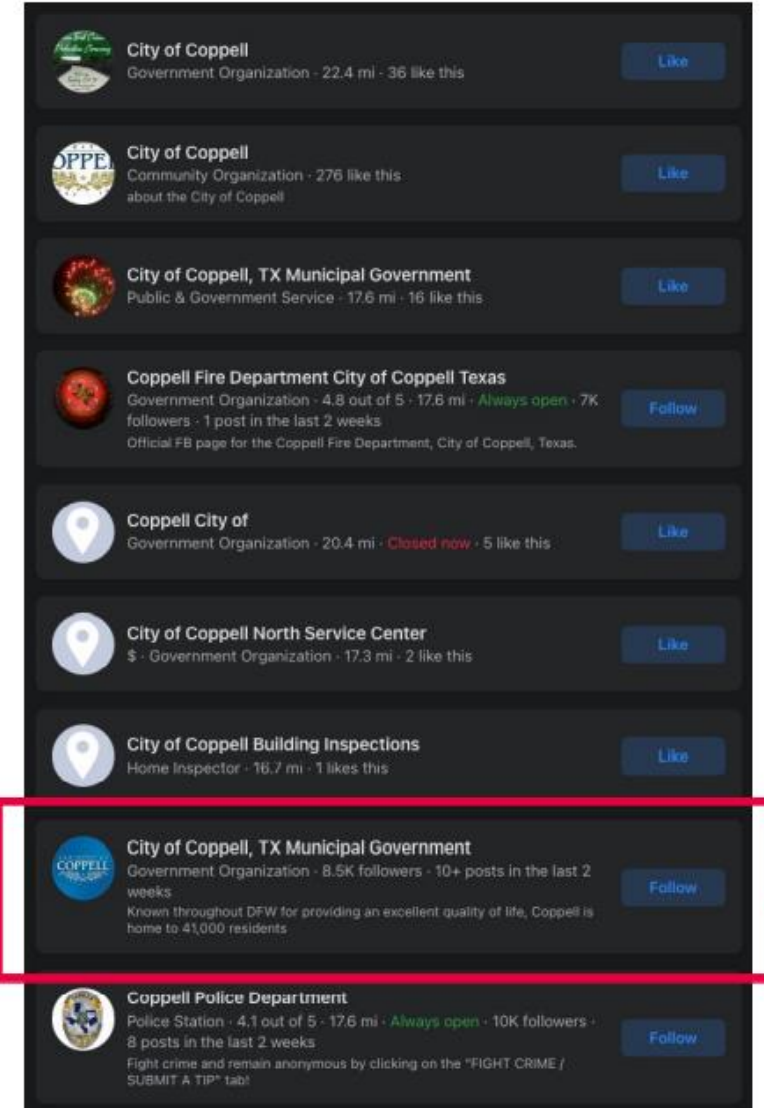 City of Coppell
Government Organization · 22.4 mi · 36 like this
Like
OPPEL
City of Coppell
Community Organization · 276 like this
about the City of Coppell
Like
City of Coppell, TX Municipal Government
Public & Government Service · 17.6 mi · 16 like this
Like
Coppell Fire Department City of Coppell Texas
Government Organization · 4.8 out of 5 · 17.6 mi · Always open · 7K
followers · 1 post in the last 2 weeks
Official FB page for the Coppell Fire Department, City of Coppell, Texas.
Follow
Coppell City of
Government Organization · 20.4 mi · Closed now · 5 like this
Like
City of Coppell North Service Center
$ · Government Organization · 17.3 mi · 2 like this
Like
City of Coppell Building Inspections
Home Inspector · 16.7 mi · 1 likes this
Like
COPPELL
City of Coppell, TX Municipal Government
Government Organization · 8.5K followers · 10+ posts in the last 2
weeks
Known throughout DFW for providing an excellent quality of life, Coppell is
home to 41,000 residents
Follow
Coppell Police Department
Police Station · 4.1 out of 5 · 17.6 mi · Always open · 10K followers ·
8 posts in the last 2 weeks
Fight crime and remain anonymous by clicking on the "FIGHT CRIME /
SUBMIT A TIP" tab!
Follow